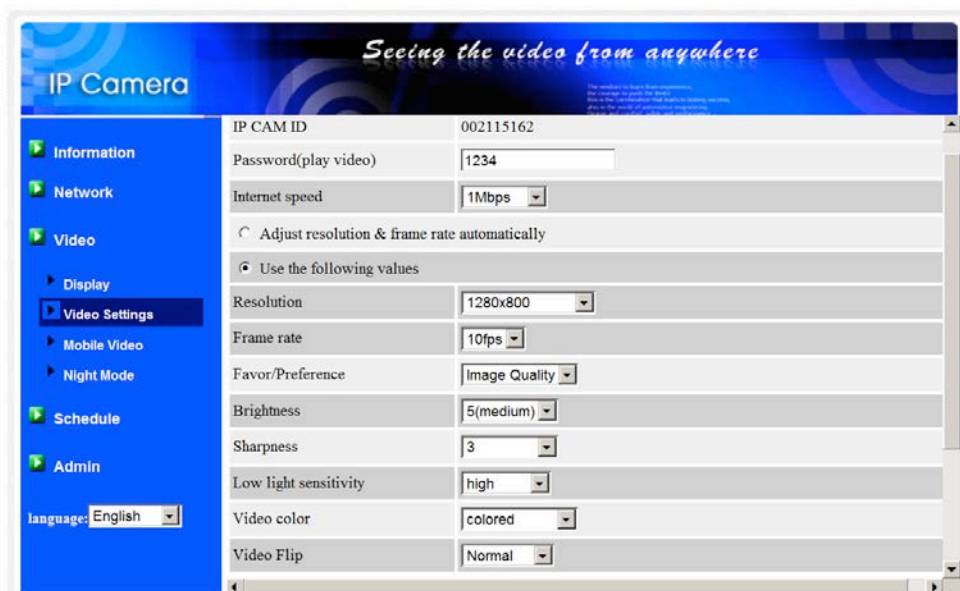 Seeing the video from anywhere
IP Camera
Information
Network
Video
Display
Video Settings
Mobile Video
Night Mode
Schedule
Admin
language: English
IP CAM ID 002115162
Password(play video) 1234
Internet speed 1Mbps
Adjust resolution & frame rate automatically
Use the following values
Resolution 1280x800
Frame rate 10fps
Favor/Preference Image Quality
Brightness 5(medium)
Sharpness 3
Low light sensitivity high
Video color colored
Video Flip Normal